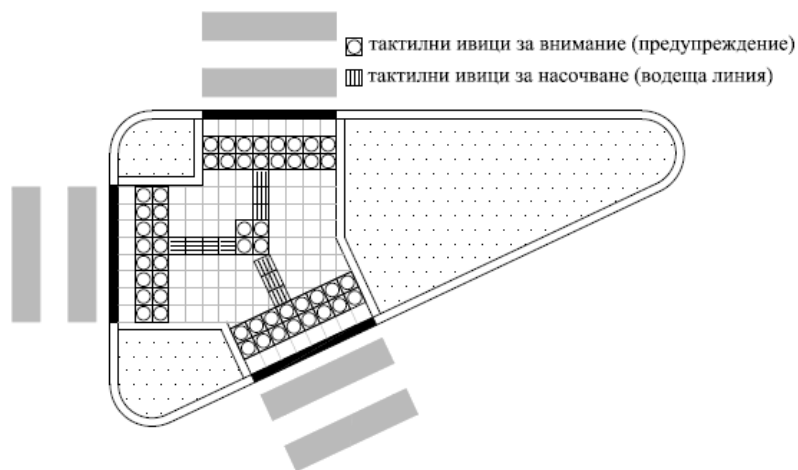 тактилни ивици за внимание (предупреждение)
тактилни ивици за насочване (водеща линия)